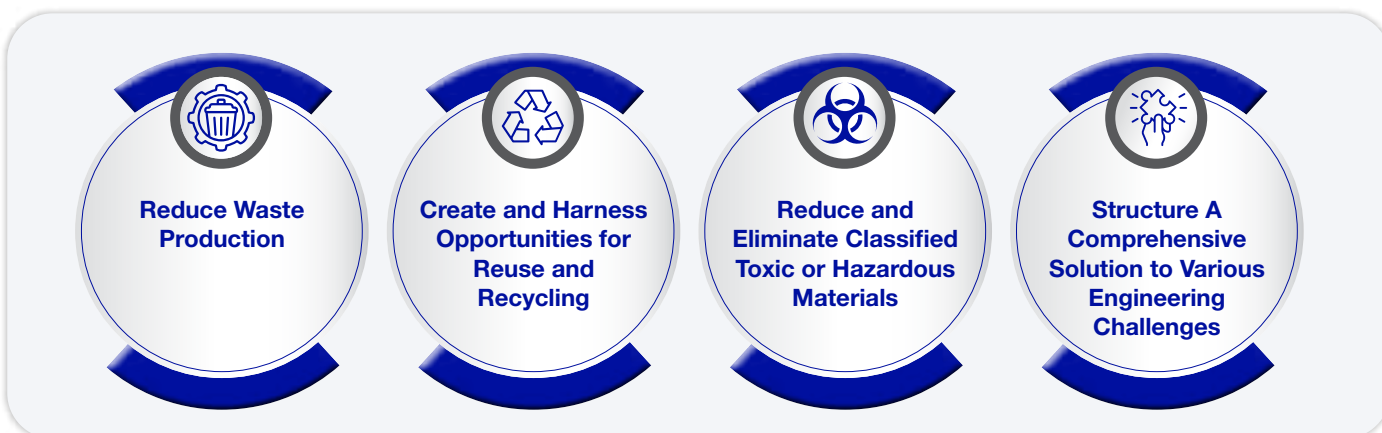 Reduce Waste
Production
Create and Harness
Opportunities for
Reuse and
Recycling
Reduce and
Eliminate Classified
Toxic or Hazardous
Materials
Structure A
Comprehensive
Solution to Various
Engineering
Challenges